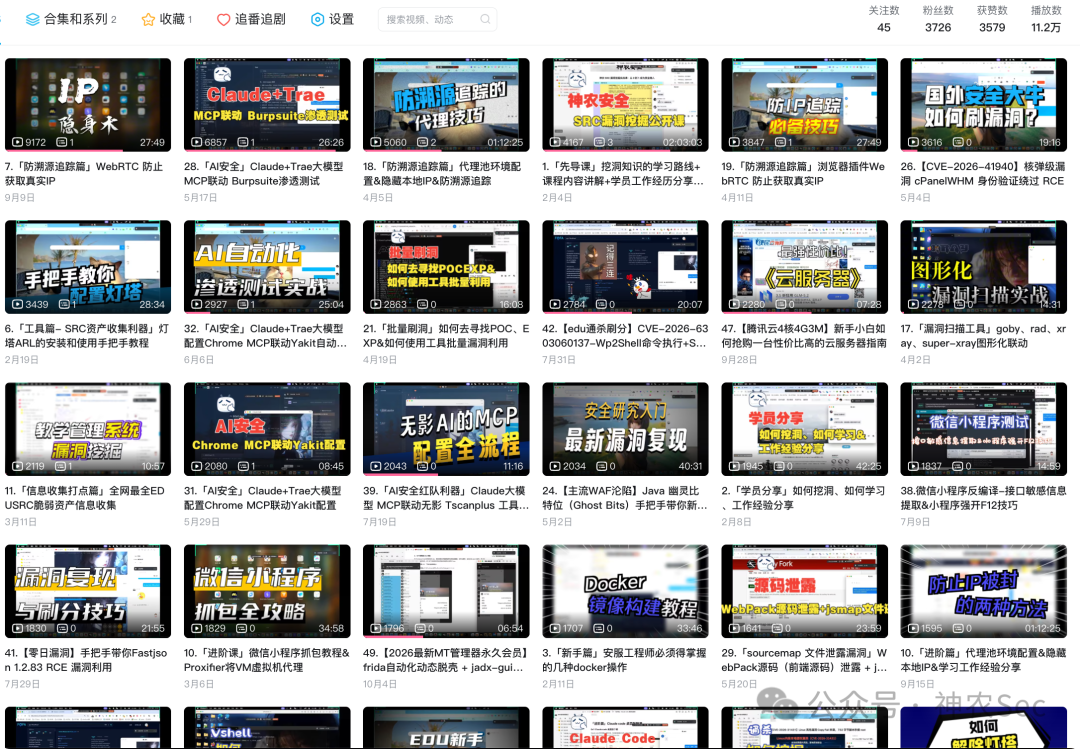 合集和系列 2 收藏 1 追番追剧 设置 搜索视频、动态
关注数 粉丝数 获赞数 播放数
45 3726 3579 11.2万
IP
隐身术
9172 1 27:49
Claude+Trae
MCP联动 Burpsuite渗透测试
6857 1 26:26
防溯源追踪的
代理技巧
5060 2 01:12:25
神农安全
SRC漏洞挖掘公开课
4167 0 02:03:03
防IP追踪
必备技巧
3847 1
国外安全大牛
如何刷漏洞?
3616 0 19:16
7.「防溯源追踪篇」WebRTC 防止
获取真实IP
9月9日
28.「AI安全」Claude+Trae大模型
MCP联动 Burpsuite渗透测试
5月17日
18.「防溯源追踪篇」代理池环境配
置&隐藏本地IP&防溯源追踪
4月5日
1.「先导课」挖洞知识的学习路线+
课程内容讲解+学员工作经历分享...
2月4日
19.「防溯源追踪篇」浏览器插件We
bRTC 防止获取真实IP
4月11日
26.【CVE-2026-41940】核弹级漏
洞 cPanelWHM 身份验证绕过 RCE
5月4日
手把手教你
配置灯塔
3439 1 28:34
AI自动化
渗透测试实战
2927 1 25:04
批量刷洞
如何去寻找POCEXP&
如何使用工具批量利用
2863 0 16:08
2784 0 20:07
最强性价比
《云服务器》
2280 0 07:28
图形化
漏洞扫描实战
2278 0 14:31
6.「工具篇- SRC资产收集利器」灯
塔ARL的安装和使用手把手教程
2月19日
32.「AI安全」Claude+Trae大模型
配置Chrome MCP联动Yakit自动...
6月6日
21.「批量刷洞」如何去寻找POC、E
XP&如何使用工具批量漏洞利用
4月19日
42.【edu通杀刷分】CVE-2026-63
03060137-Wp2Shell命令执行+S...
7月31日
47.【腾讯云4核4G3M】新手小白如
何抢购一台性价比高的云服务器指南
9月28日
17.「漏洞扫描工具」goby、rad、xr
ay、super-xray图形化联动
4月2日
教学管理系统
漏洞挖掘
2119 1 10:57
AI安全
Chrome MCP联动Yakit配置
2080 1 08:45
无影AI的MCP
配置全流程
2043 0 11:16
安全研究入门
最新漏洞复现
2034 0 40:31
学员分享
如何挖洞、如何学习&
工作经验分享
1945 0 42:25
微信小程序测试
1837 0 14:59
11.「信息收集打点篇」全网最全ED
USRC脆弱资产信息收集
3月11日
31.「AI安全」Claude+Trae大模型
配置Chrome MCP联动Yakit配置
5月29日
39.「AI安全红队利器」Claude大模
型 MCP联动无影 Tscanplus 工具...
7月19日
24.【主流WAF沦陷】Java 幽灵比
特位（Ghost Bits）手把手带你新...
5月2日
2.「学员分享」如何挖洞、如何学习
、工作经验分享
2月8日
38.微信小程序反编译-接口敏感信息
提取&小程序强开F12技巧
7月9日
漏洞复现
与刷分技巧
1830 0 21:55
微信小程序
抓包全攻略
1829 0 34:58
1796 0 06:54
Docker
镜像构建教程
1707 0 33:46
源码泄露
WebPack源码泄露+jsmap文件
1641 0 23:59
防止IP被封
的两种方法
1595 0 01:12:25
41.【零日漏洞】手把手带你Fastjso
n 1.2.83 RCE 漏洞利用
7月29日
10.「进阶课」微信小程序抓包教程&
Proxifier将VM虚拟机代理
3月6日
49.【2026最新MT管理器永久会员】
frida自动化动态脱壳 + jadx-gui...
10月4日
3.「新手篇」安服工程师必须得掌握
的几种docker操作
2月11日
29.「sourcemap 文件泄露漏洞」W
ebPack源码（前端源码）泄露 + j...
5月20日
10.「进阶篇」代理池环境配置&隐藏
本地IP&学习工作经验分享
9月15日
公众号 · 神农Sec
Vshell
EDU新手
Claude Code
如何
解除灯塔